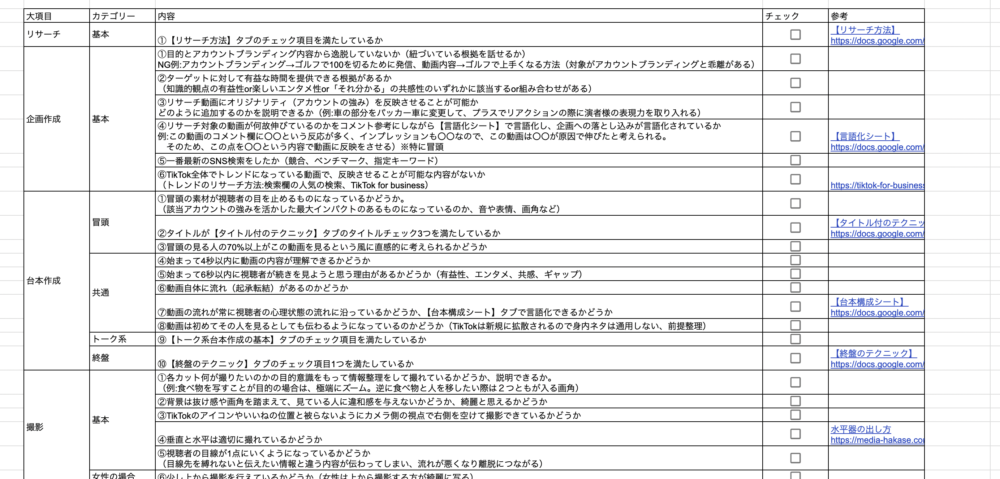 大項目 カテゴリー 内容 チェック 参考
リサーチ 基本 ①【リサーチ方法】タブのチェック項目を満たしているか 【リサーチ方法】
https://docs.google.com/
企画作成 基本 ①目的とアカウントブランディング内容から逸脱していないか（紐づいている根拠を話せるか）
NG例:アカウントブランディング→ゴルフで100を切るために発信、動画内容→ゴルフで上手くなる方法（対象がアカウントブランディングと乖離がある）
②ターゲットに対して有益な時間を提供できる根拠があるか
（知識的観点の有益性or楽しいエンタメ性or「それ分かる」の共感性のいずれかに該当するor組み合わせがある）
③リサーチ動画にオリジナリティ（アカウントの強み）を反映させることが可能か
どのように追加するのかを説明できるか（例:車の部分をパッカー車に変更して、プラスでリアクションの際に演者様の表現力を取り入れる）
④リサーチ対象の動画が何故伸びているのかをコメント参考にしながら【言語化シート】で言語化し、企画への落とし込みが言語化されているか
例:この動画のコメント欄に〇〇という反応が多く、インプレッションも〇〇なので、この動画は〇〇が原因で伸びたと考えられる。
そのため、この点を〇〇という内容で動画に反映をさせる）※特に冒頭
【言語化シート】
https://docs.google.com/
⑤一番最新のSNS検索をしたか（競合、ベンチマーク、指定キーワード）
⑥TikTok全体でトレンドになっている動画で、反映させることが可能な内容がないか
（トレンドのリサーチ方法:検索欄の人気の検索、TikTok for business）
https://tiktok-for-business
台本作成 冒頭 ①冒頭の素材が視聴者の目を止めるものになっているかどうか。
（該当アカウントの強みを活かした最大インパクトのあるものになっているのか、音や表情、画角など）
②タイトルが【タイトル付のテクニック】タブのタイトルチェック3つを満たしているか 【タイトル付のテクニッ
https://docs.google.com/
③冒頭の見る人の70%以上がこの動画を見るという風に直感的に考えられるかどうか
共通 ④始まって4秒以内に動画の内容が理解できるかどうか
⑤始まって6秒以内に視聴者が続きを見ようと思う理由があるかどうか（有益性、エンタメ、共感、ギャップ）
⑥動画自体に流れ（起承転結）があるのかどうか
⑦動画の流れが常に視聴者の心理状態の流れに沿っているかどうか、【台本構成シート】タブで言語化できるかどうか 【台本構成シート】
https://docs.google.com/
⑧動画は初めてその人を見るとしても伝わるようになっているのかどうか（TikTokは新規に拡散されるので身内ネタは通用しない、前提整理）
トーク系 ⑨【トーク系台本作成の基本】タブのチェック項目を満たしているか
終盤 ⑩【終盤のテクニック】タブのチェック項目1つを満たしているか 【終盤のテクニック】
https://docs.google.com/
撮影 基本 ①各カット何が撮りたいのかの目的意識をもって情報整理をして撮れているかどうか、説明できるか。
（例:食べ物を写すことが目的の場合は、極端にズーム。逆に食べ物と人を移したい際は２つともが入る画角）
②背景は抜け感や画角を踏まえて、見ている人に違和感を与えないかどうか、綺麗と思えるかどうか
③TikTokのアイコンやいいねの位置と被らないようにカメラ側の視点で右側を空けて撮影できているかどうか
④垂直と水平は適切に撮れているかどうか 水平器の出し方
https://media-hakase.co
⑤視聴者の目線が1点にいくようになっているかどうか
（目線先を縛れないと伝えたい情報と違う内容が伝わってしまい、流れが悪くなり離脱につながる）
女性の場合 ⑥少し上から撮影を行えているかどうか（女性は上から撮影する方が綺麗に写る）